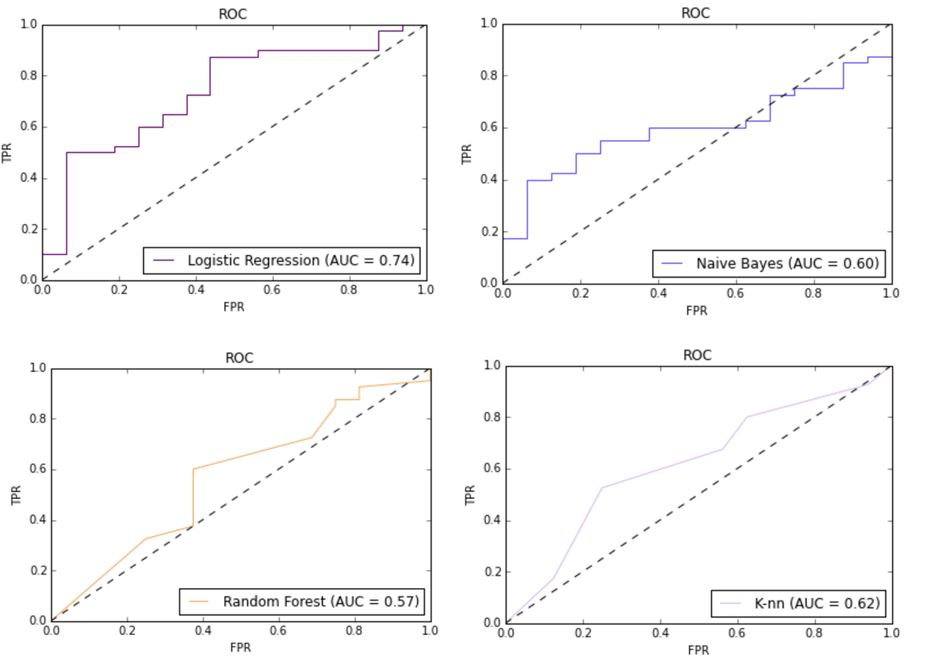 ROC
1.0
0.8
0.6
0.4
0.2
0.0
TPR
Logistic Regression (AUC = 0.74)
0.0 0.2 0.4 0.6 0.8 1.0
FPR
ROC
1.0
0.8
0.6
0.4
0.2
0.0
TPR
Naive Bayes (AUC = 0.60)
0.0 0.2 0.4 0.6 0.8 1.0
FPR
ROC
1.0
0.8
0.6
0.4
0.2
0.0
TPR
Random Forest (AUC = 0.57)
0.0 0.2 0.4 0.6 0.8 1.0
FPR
ROC
1.0
0.8
0.6
0.4
0.2
0.0
TPR
K-nn (AUC = 0.62)
0.0 0.2 0.4 0.6 0.8 1.0
FPR